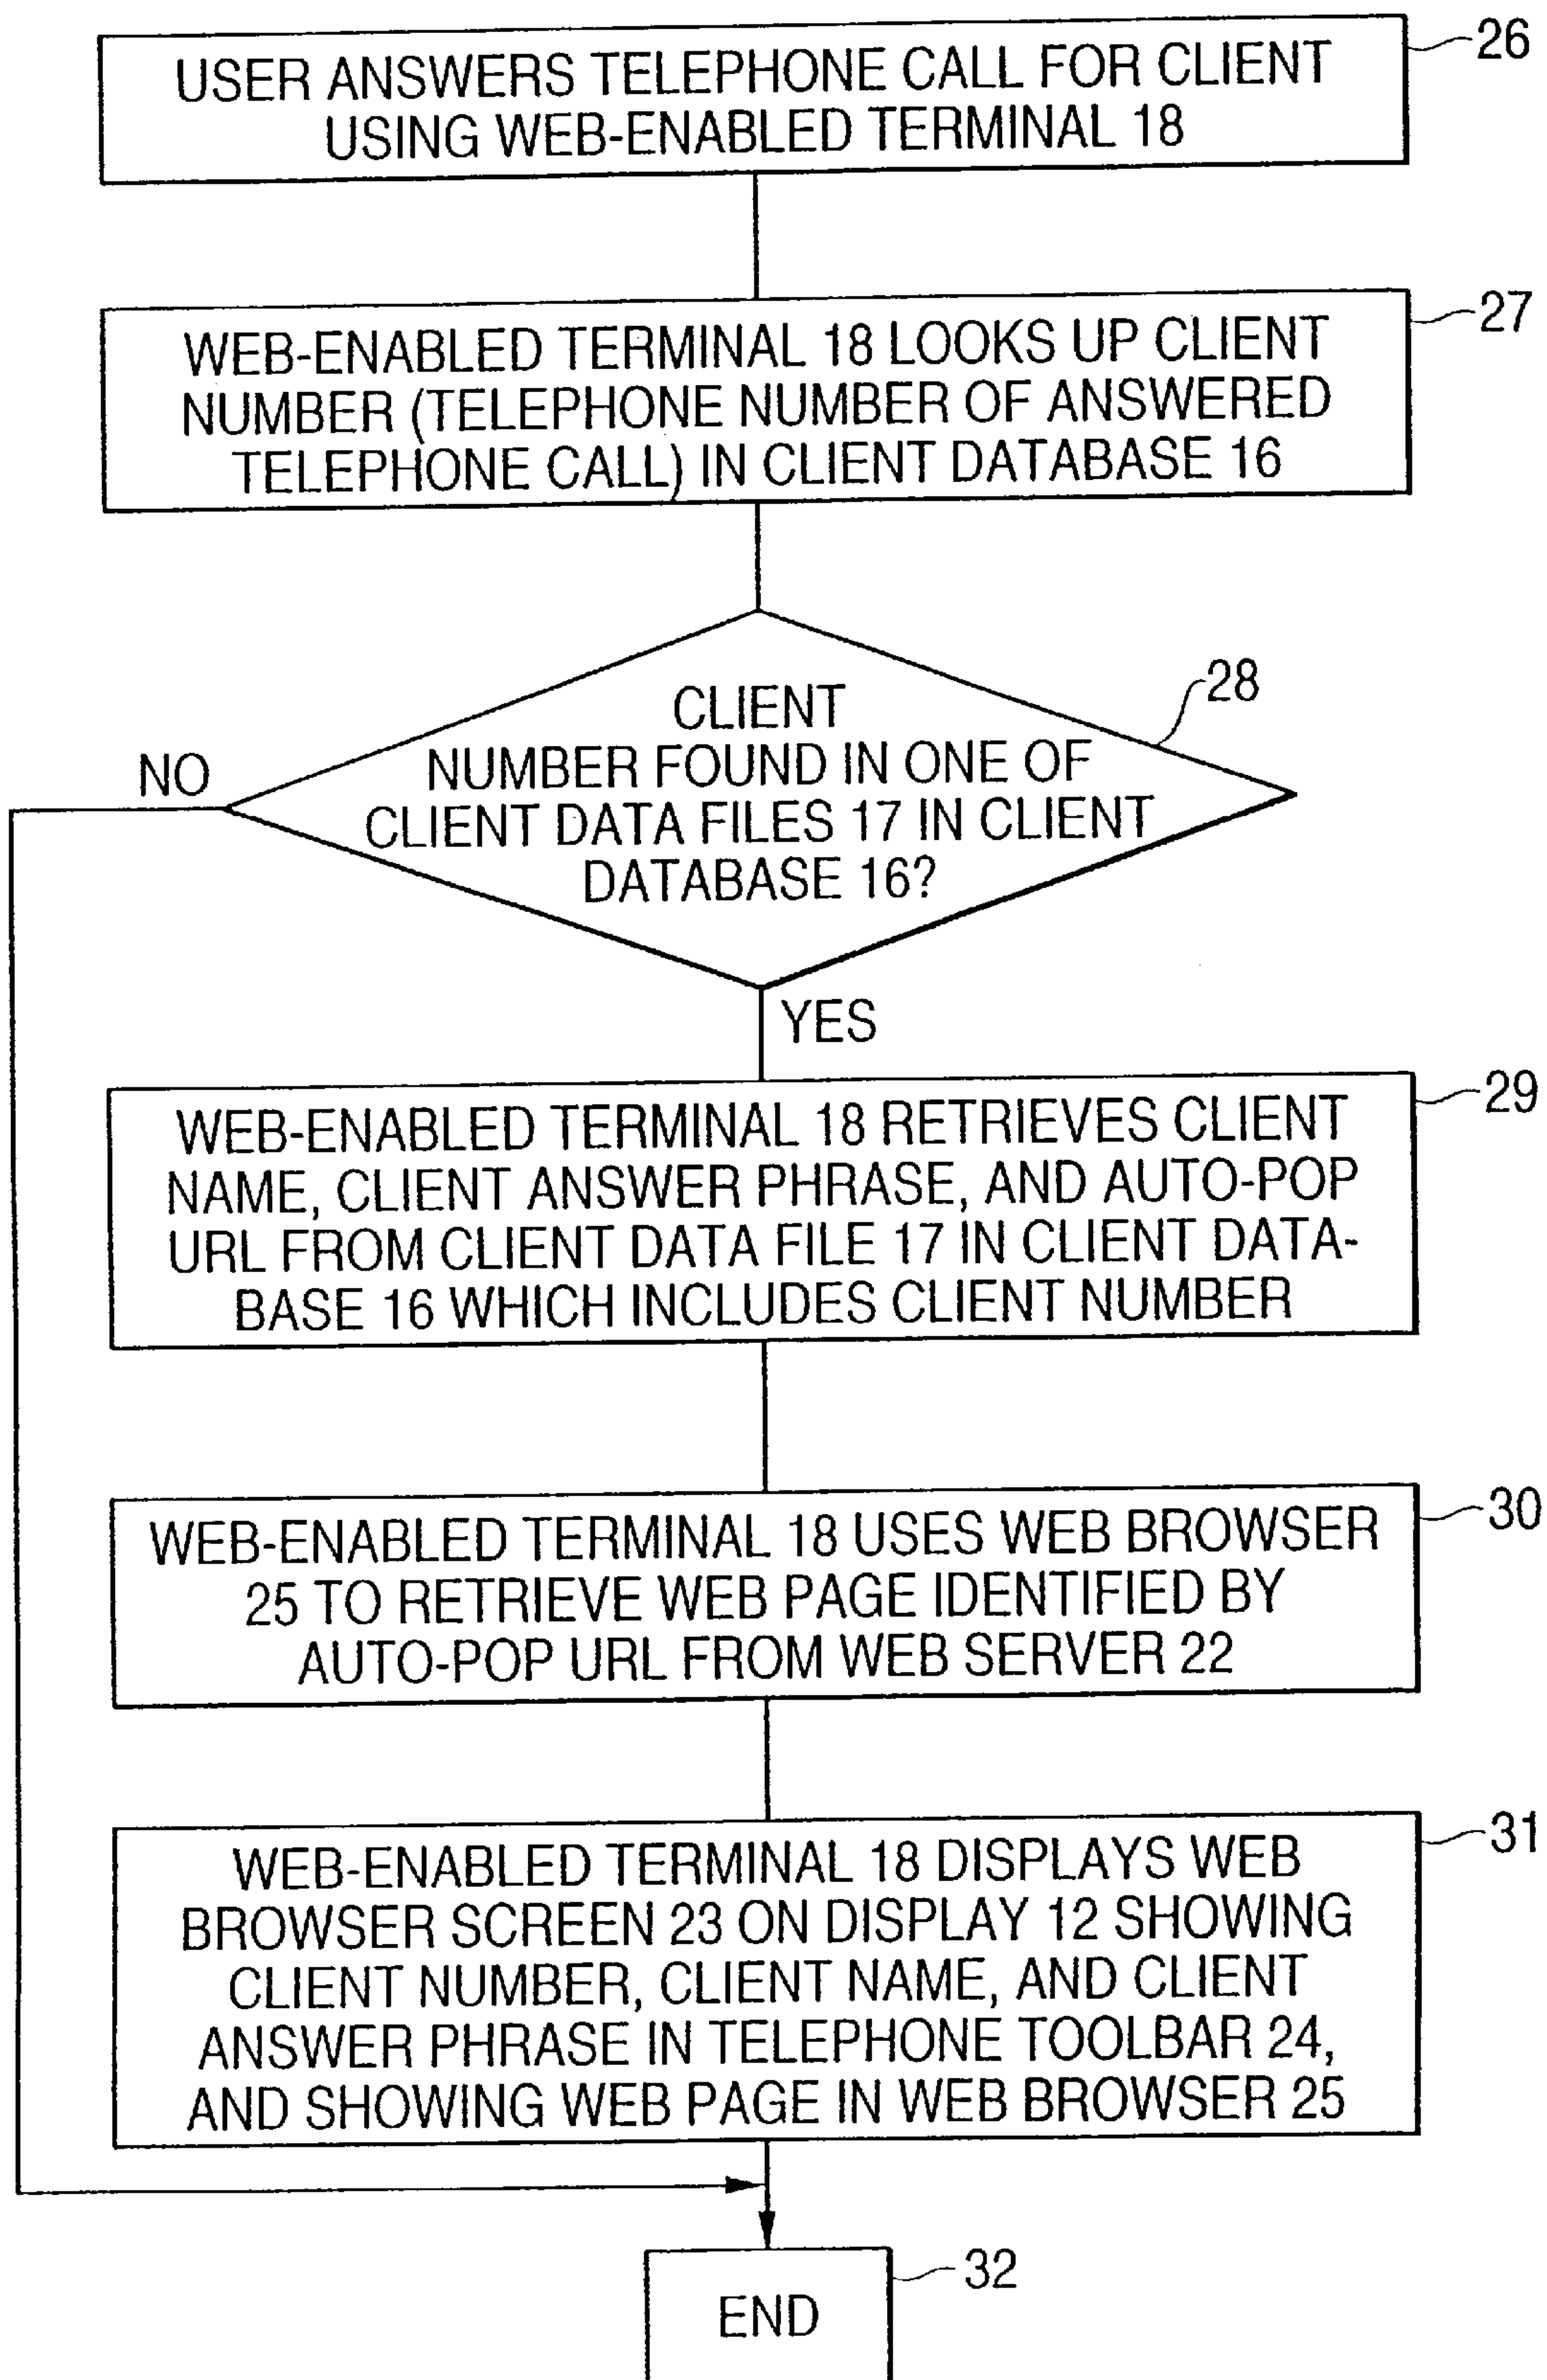 USER ANSWERS TELEPHONE CALL FOR CLIENT
USING WEB-ENABLED TERMINAL 18
26
WEB-ENABLED TERMINAL 18 LOOKS UP CLIENT
NUMBER (TELEPHONE NUMBER OF ANSWERED
TELEPHONE CALL) IN CLIENT DATABASE 16
27
CLIENT
NUMBER FOUND IN ONE OF
CLIENT DATA FILES 17 IN CLIENT
DATABASE 16?
28
NO
YES
WEB-ENABLED TERMINAL 18 RETRIEVES CLIENT
NAME, CLIENT ANSWER PHRASE, AND AUTO-POP
URL FROM CLIENT DATA FILE 17 IN CLIENT DATA-
BASE 16 WHICH INCLUDES CLIENT NUMBER
29
WEB-ENABLED TERMINAL 18 USES WEB BROWSER
25 TO RETRIEVE WEB PAGE IDENTIFIED BY
AUTO-POP URL FROM WEB SERVER 22
30
WEB-ENABLED TERMINAL 18 DISPLAYS WEB
BROWSER SCREEN 23 ON DISPLAY 12 SHOWING
CLIENT NUMBER, CLIENT NAME, AND CLIENT
ANSWER PHRASE IN TELEPHONE TOOLBAR 24,
AND SHOWING WEB PAGE IN WEB BROWSER 25
31
END
32